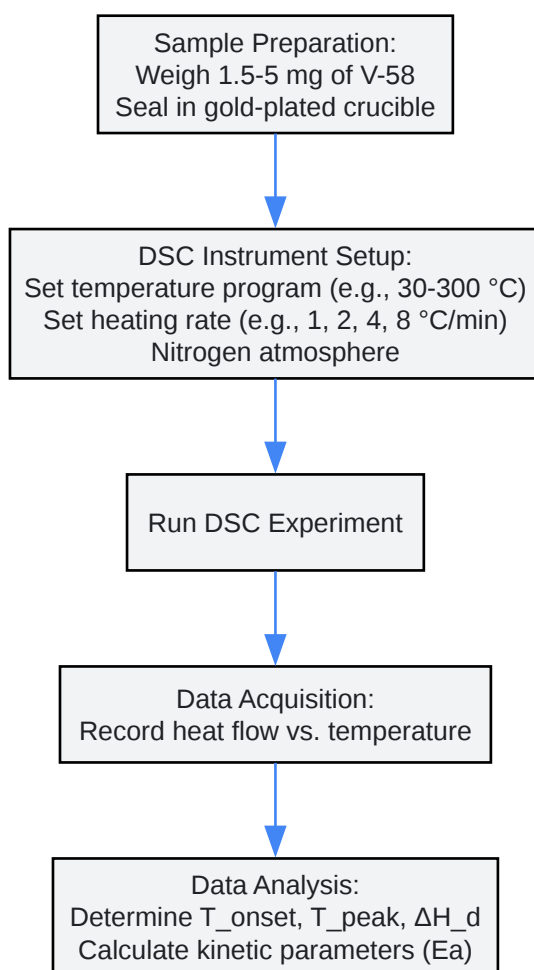 Sample Preparation:
Weigh 1.5-5 mg of V-58
Seal in gold-plated crucible
DSC Instrument Setup:
Set temperature program (e.g., 30-300 °C)
Set heating rate (e.g., 1, 2, 4, 8 °C/min)
Nitrogen atmosphere
Run DSC Experiment
Data Acquisition:
Record heat flow vs. temperature
Data Analysis:
Determine T_onset, T_peak, ΔH_d
Calculate kinetic parameters (Ea)